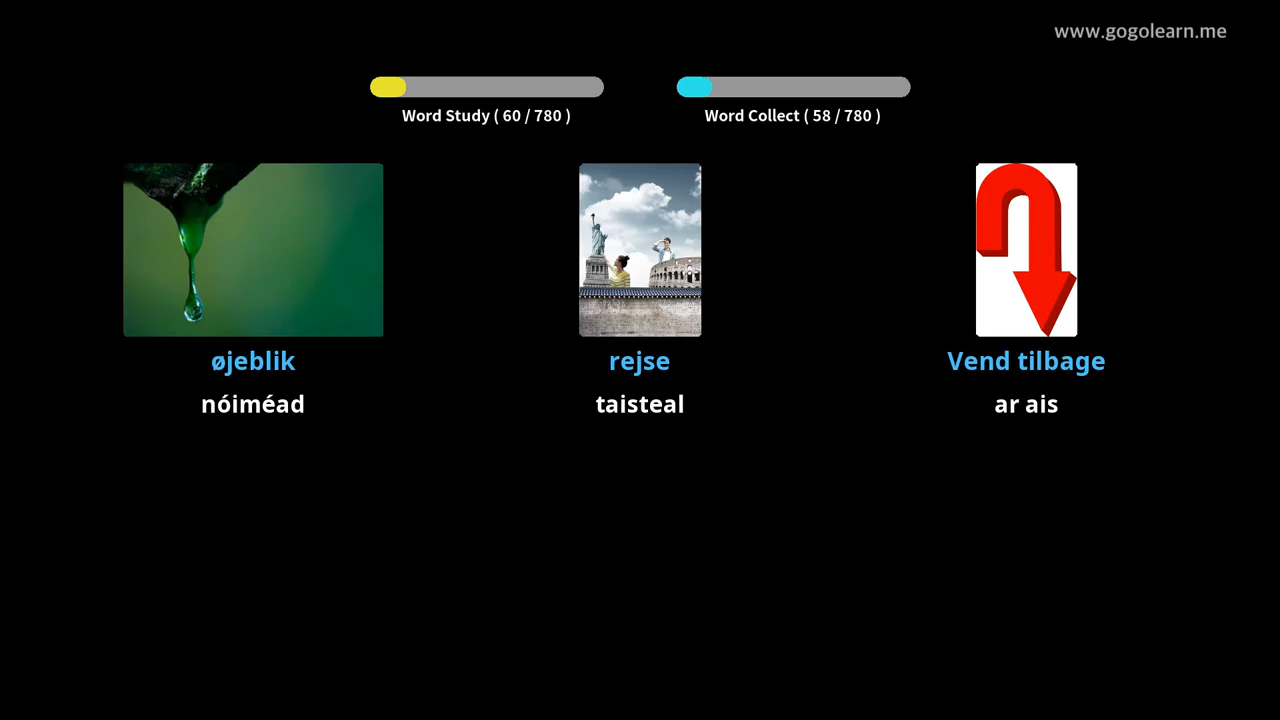 www.gogolearn.me
Word Study ( 60 / 780 )
Word Collect ( 58 / 780 )
øjeblik
nóiméad
rejse
taisteal
Vend tilbage
ar ais